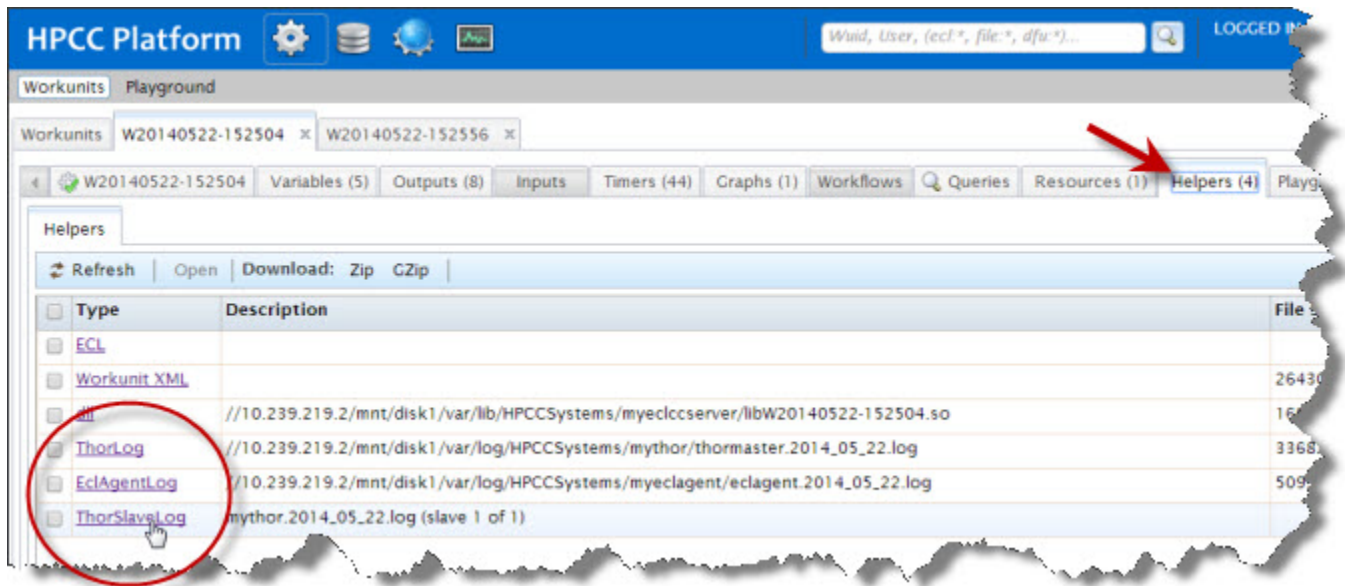 HPCC Platform Wuid, User, (ecl:*, file:*, dfu:*)... LOGGED
Workunits Playground
Workunits W20140522-152504 x W20140522-152556 x
W20140522-152504 Variables (5) Outputs (8) Inputs Timers (44) Graphs (1) Workflows Queries Resources (1) Helpers (4)
Helpers
Refresh | Open | Download: Zip GZip |
Type Description File
ECL
Workunit XML
dll //10.239.219.2/mnt/disk1/var/lib/HPCCSystems/myeclccserver/libW20140522-152504.so
ThorLog //10.239.219.2/mnt/disk1/var/log/HPCCSystems/mythor/thormaster.2014_05_22.log
EclAgentLog //10.239.219.2/mnt/disk1/var/log/HPCCSystems/myeclagent/eclagent.2014_05_22.log
ThorSlaveLog mythor.2014_05_22.log (slave 1 of 1)